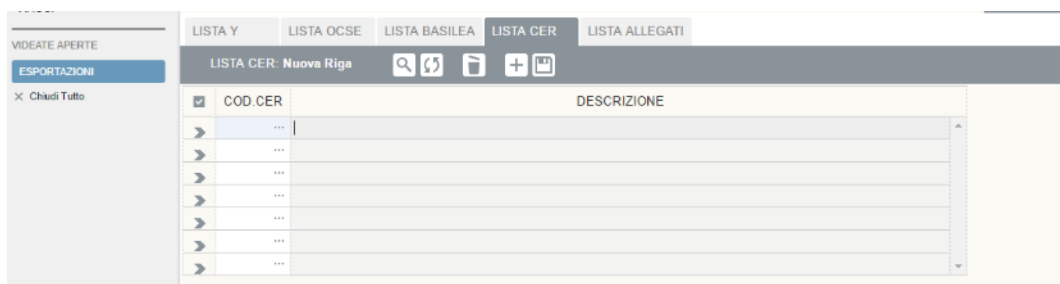 LISTA Y LISTA OCSE LISTA BASILEA LISTA CER LISTA ALLEGATI
VIDEATE APERTE
ESPORTAZIONI
× Chiudi Tutto
LISTA CER: Nuova Riga
COD.CER DESCRIZIONE
...
...
...
...
...
...
...